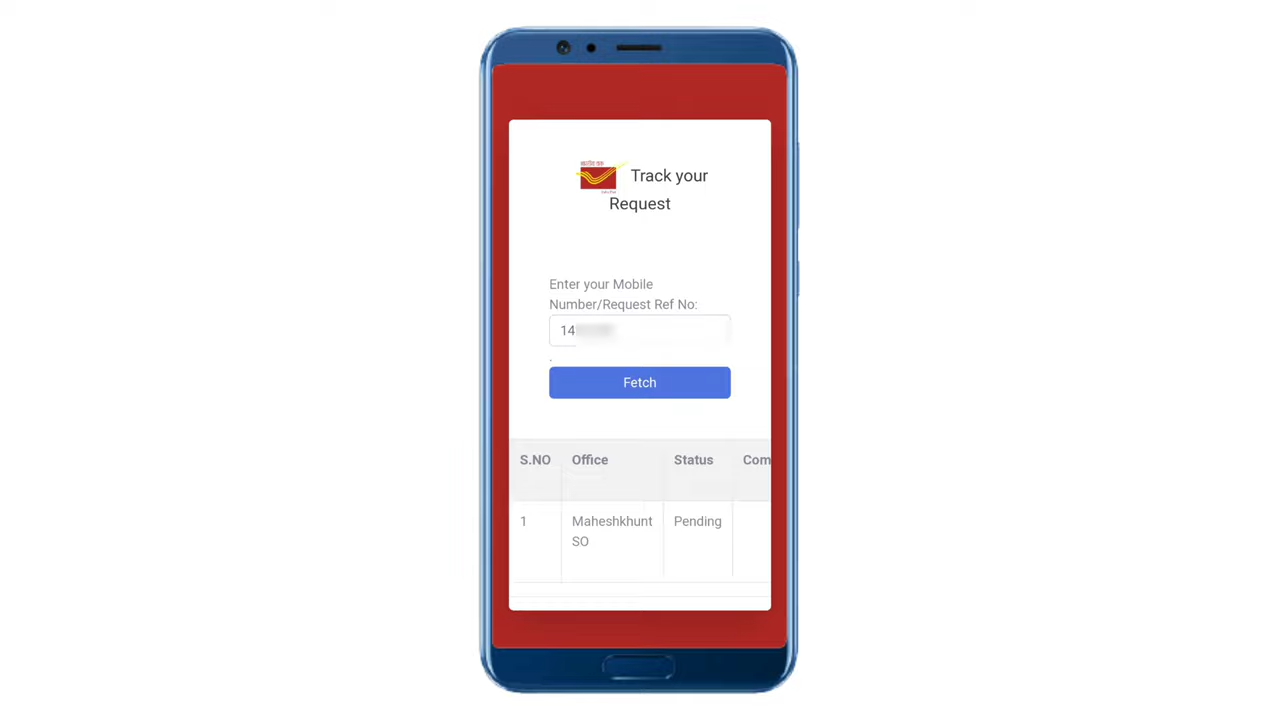 Track your
Request
Enter your Mobile
Number/Request Ref No:
14
.
Fetch
S.NO Office Status Com
1 Maheshkhunt Pending
SO